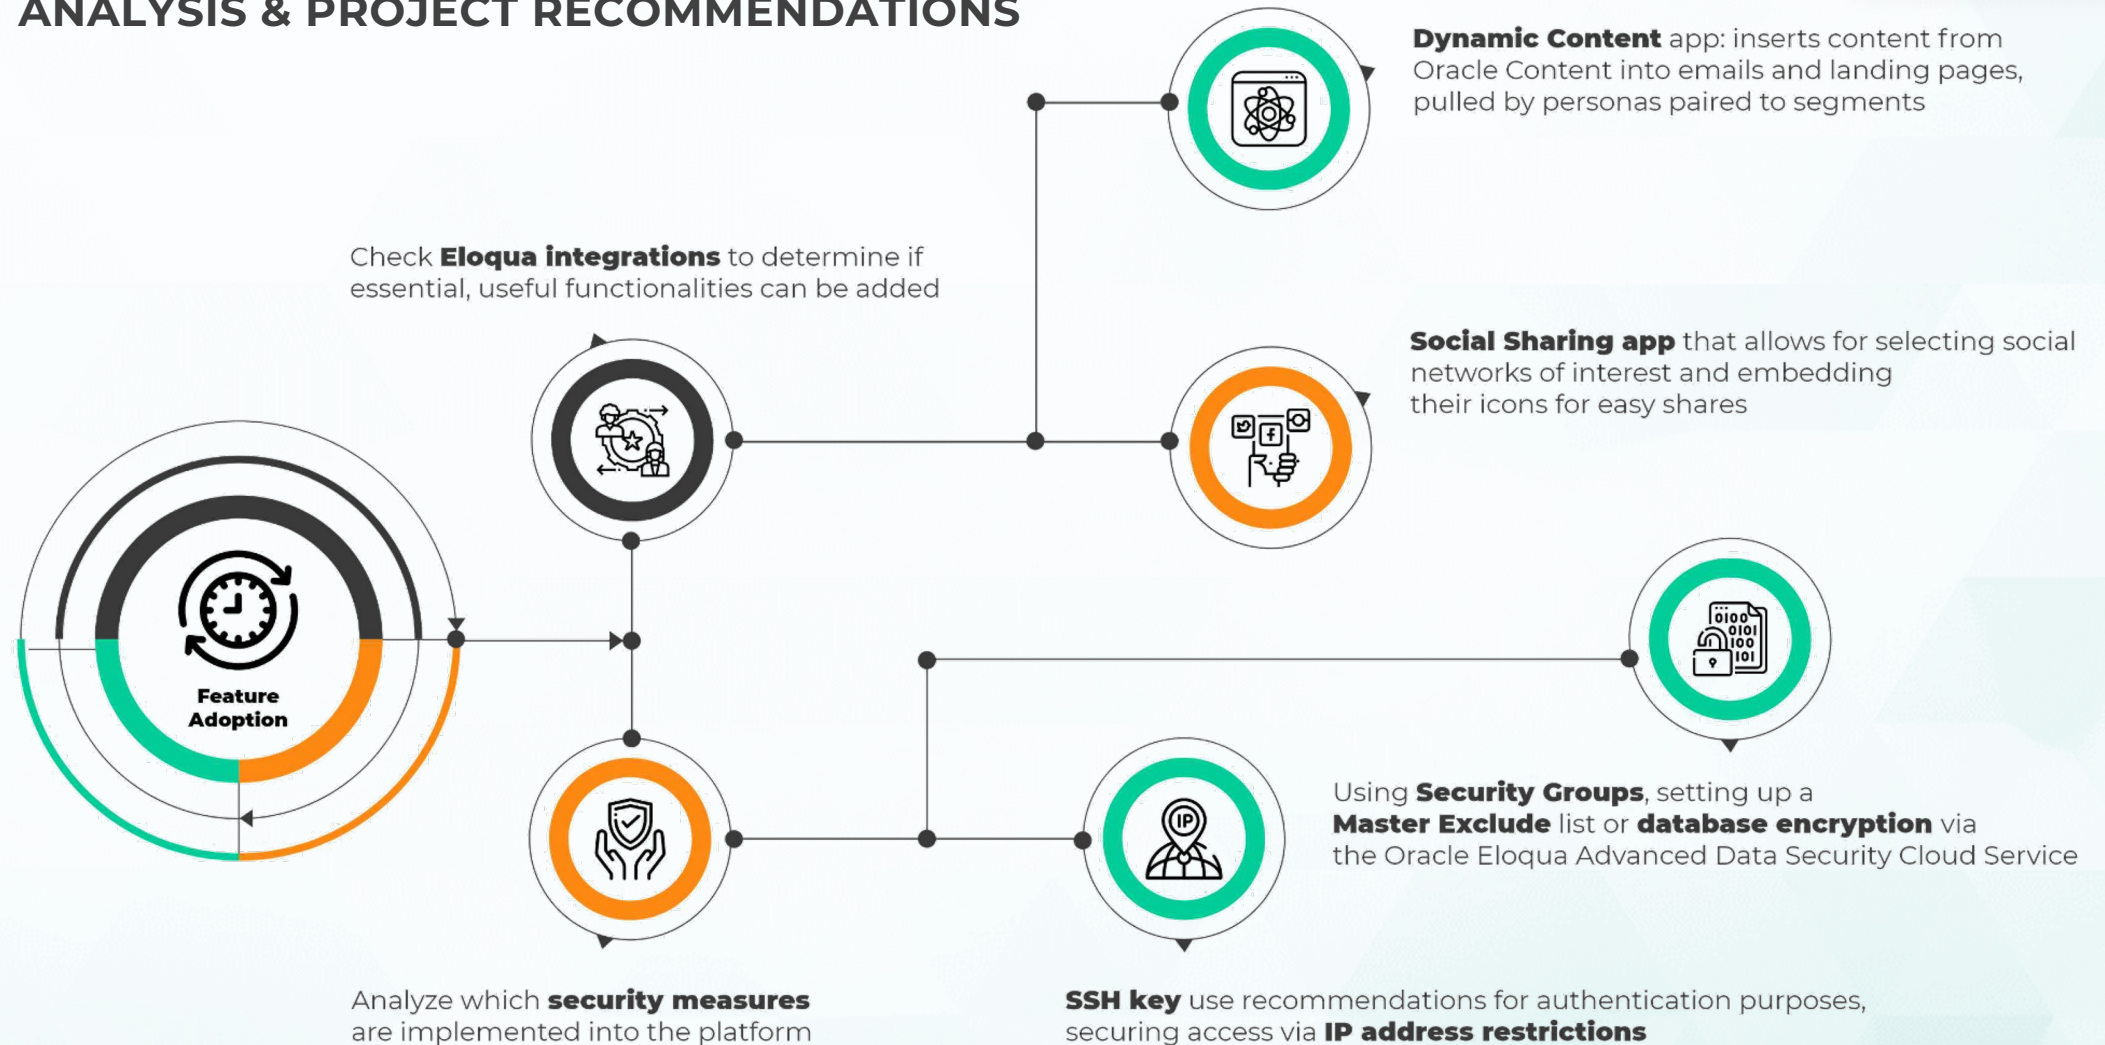 ANALYSIS & PROJECT RECOMMENDATIONS
Dynamic Content app: inserts content from
Oracle Content into emails and landing pages,
pulled by personas paired to segments
Check Eloqua integrations to determine if
essential, useful functionalities can be added
Social Sharing app that allows for selecting social
networks of interest and embedding
their icons for easy shares
Feature
Adoption
0100
0101
100
101
Using Security Groups, setting up a
Master Exclude list or database encryption via
the Oracle Eloqua Advanced Data Security Cloud Service
IP
Analyze which security measures
are implemented into the platform
SSH key use recommendations for authentication purposes,
securing access via IP address restrictions